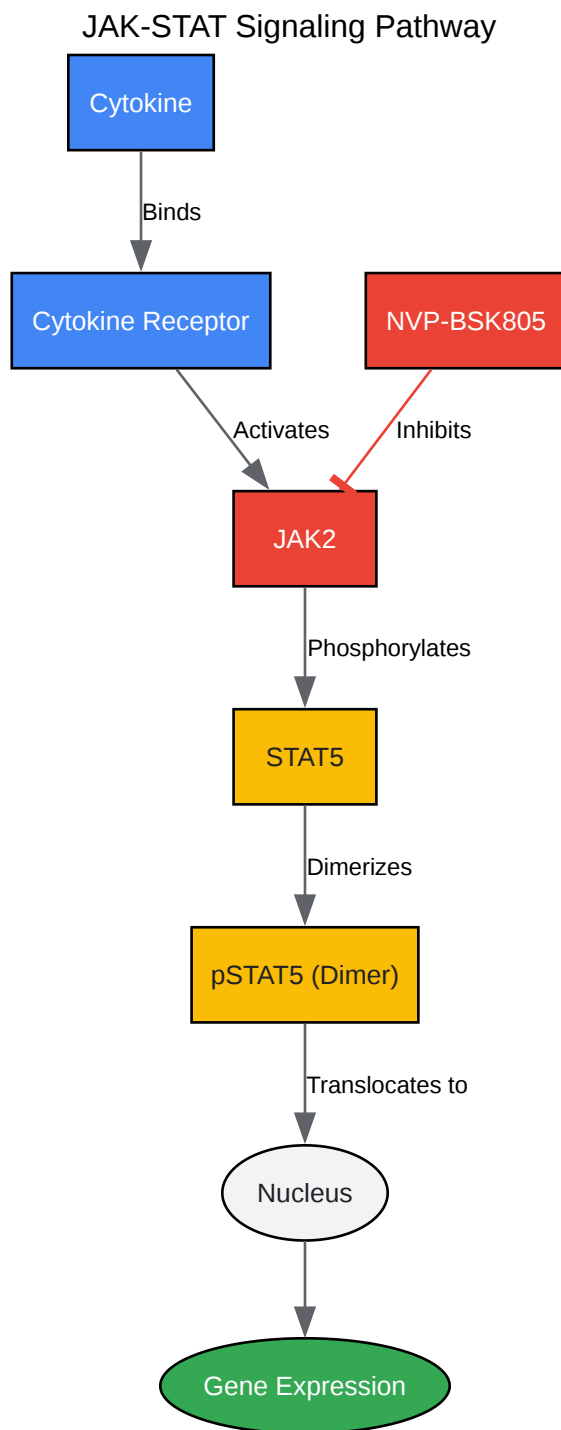 JAK-STAT Signaling Pathway
Cytokine
Binds
Cytokine Receptor
NVP-BSK805
Activates
Inhibits
JAK2
Phosphorylates
STAT5
Dimerizes
pSTAT5 (Dimer)
Translocates to
Nucleus
Gene Expression